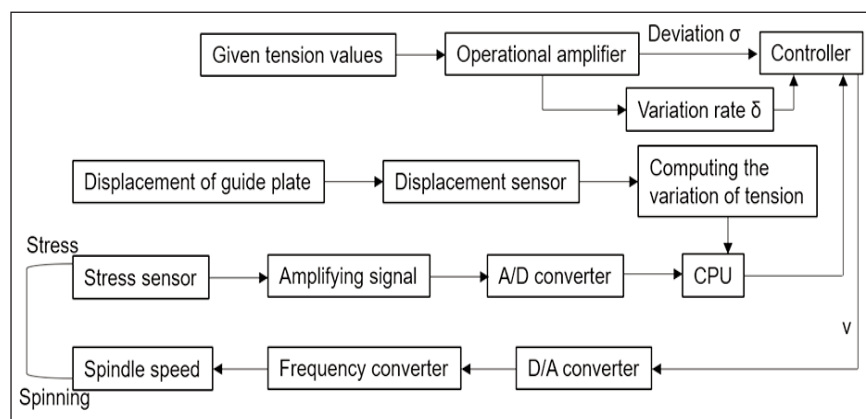 Given tension values
Operational amplifier
Deviation σ
Controller
Variation rate δ
Displacement of guide plate
Displacement sensor
Computing the
variation of tension
Stress
Stress sensor
Amplifying signal
A/D converter
CPU
v
Spindle speed
Frequency converter
D/A converter
Spinning